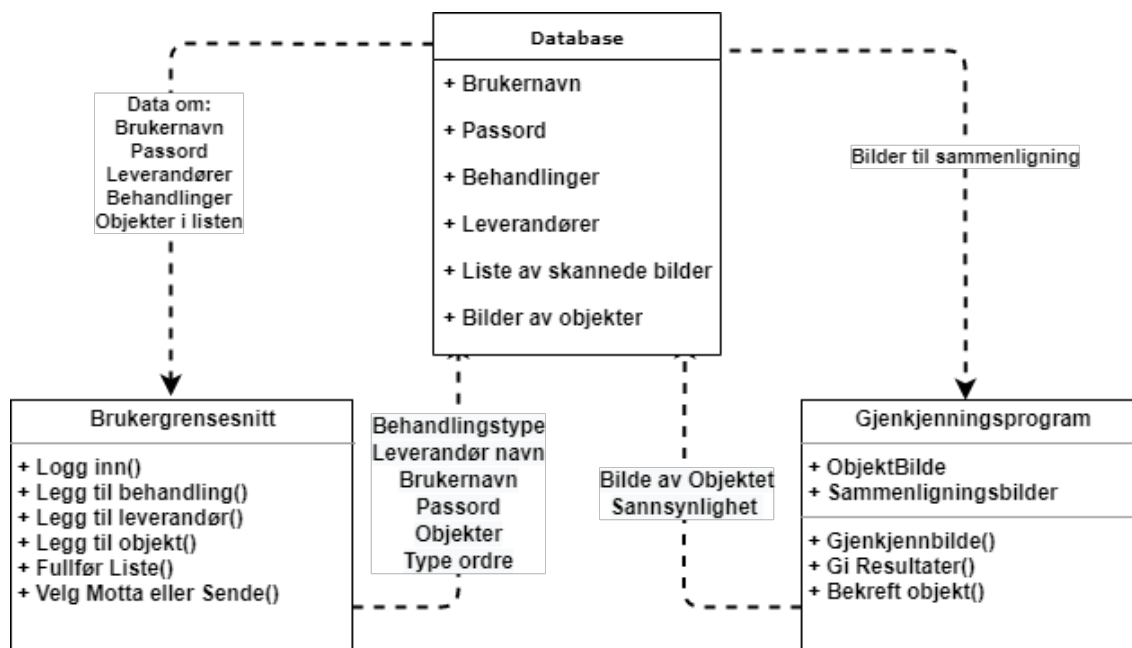 Database
+ Brukernavn
+ Passord
+ Behandlinger
+ Leverandører
+ Liste av skannede bilder
+ Bilder av objekter
Data om:
Brukernavn
Passord
Leverandører
Behandlinger
Objekter i listen
Bilder til sammenligning
Brukergrensesnitt
+ Logg inn()
+ Legg til behandling()
+ Legg til leverandør()
+ Legg til objekt()
+ Fullfør Liste()
+ Velg Motta eller Sende()
Behandlingstype
Leverandør navn
Brukernavn
Passord
Objekter
Type ordre
Bilde av Objektet
Sannsynlighet
Gjenkjenningsprogram
+ ObjektBilde
+ Sammenligningsbilder
+ Gjenkjennbilde()
+ Gi Resultater()
+ Bekreft objekt()